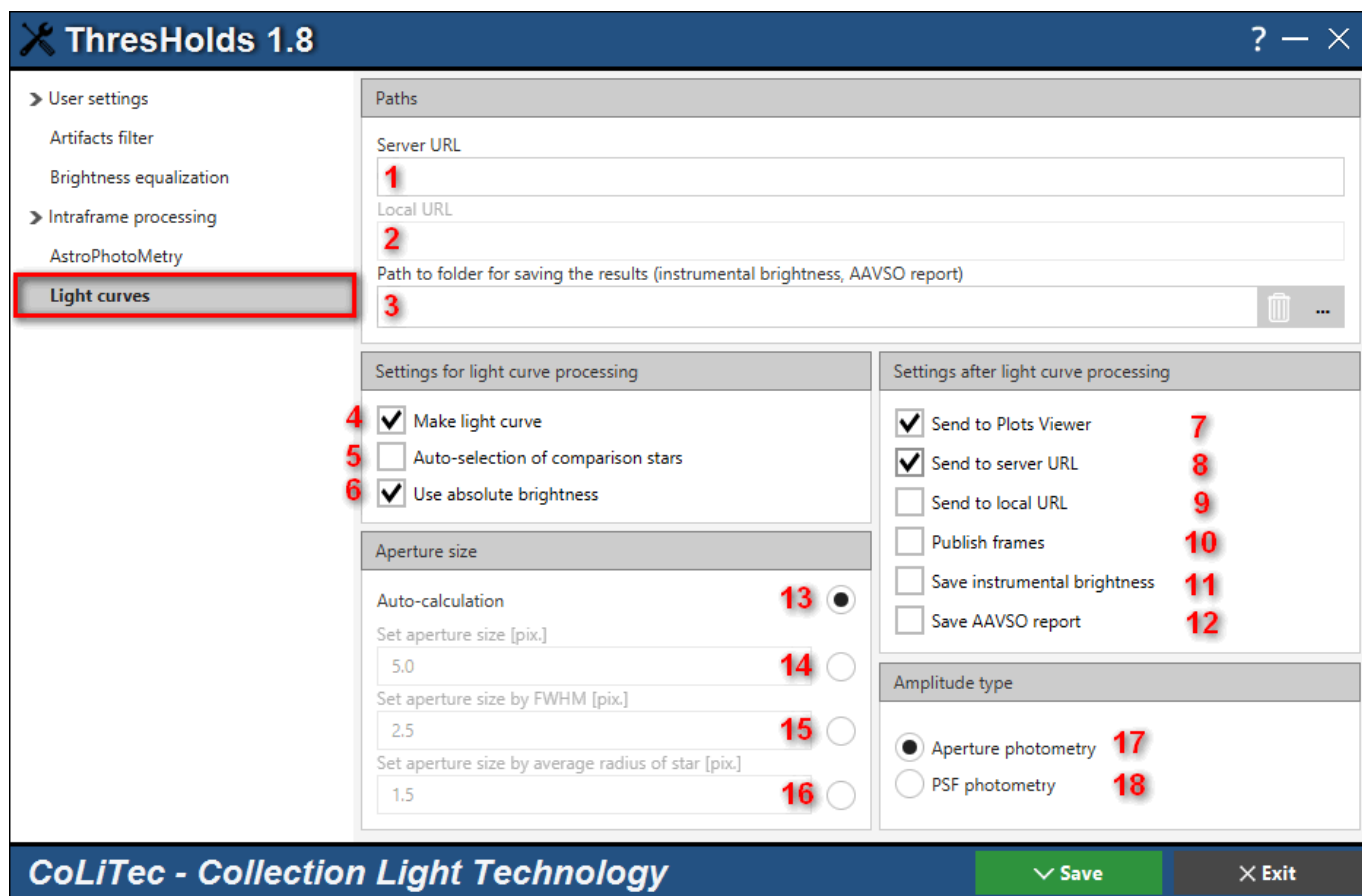 ThresHolds 1.8
?
User settings
Artifacts filter
Brightness equalization
Intraframe processing
AstroPhotoMetry
Light curves
Paths
Server URL
1
Local URL
2
Path to folder for saving the results (instrumental brightness, AAVSO report)
3
...
Settings for light curve processing
4 Make light curve
5 Auto-selection of comparison stars
6 Use absolute brightness
Settings after light curve processing
Send to Plots Viewer 7
Send to server URL 8
Send to local URL 9
Publish frames 10
Save instrumental brightness 11
Save AAVSO report 12
Aperture size
Auto-calculation 13
Set aperture size [pix.]
5.0 14
Set aperture size by FWHM [pix.]
2.5 15
Set aperture size by average radius of star [pix.]
1.5 16
Amplitude type
Aperture photometry 17
PSF photometry 18
CoLiTec - Collection Light Technology
Save
Exit